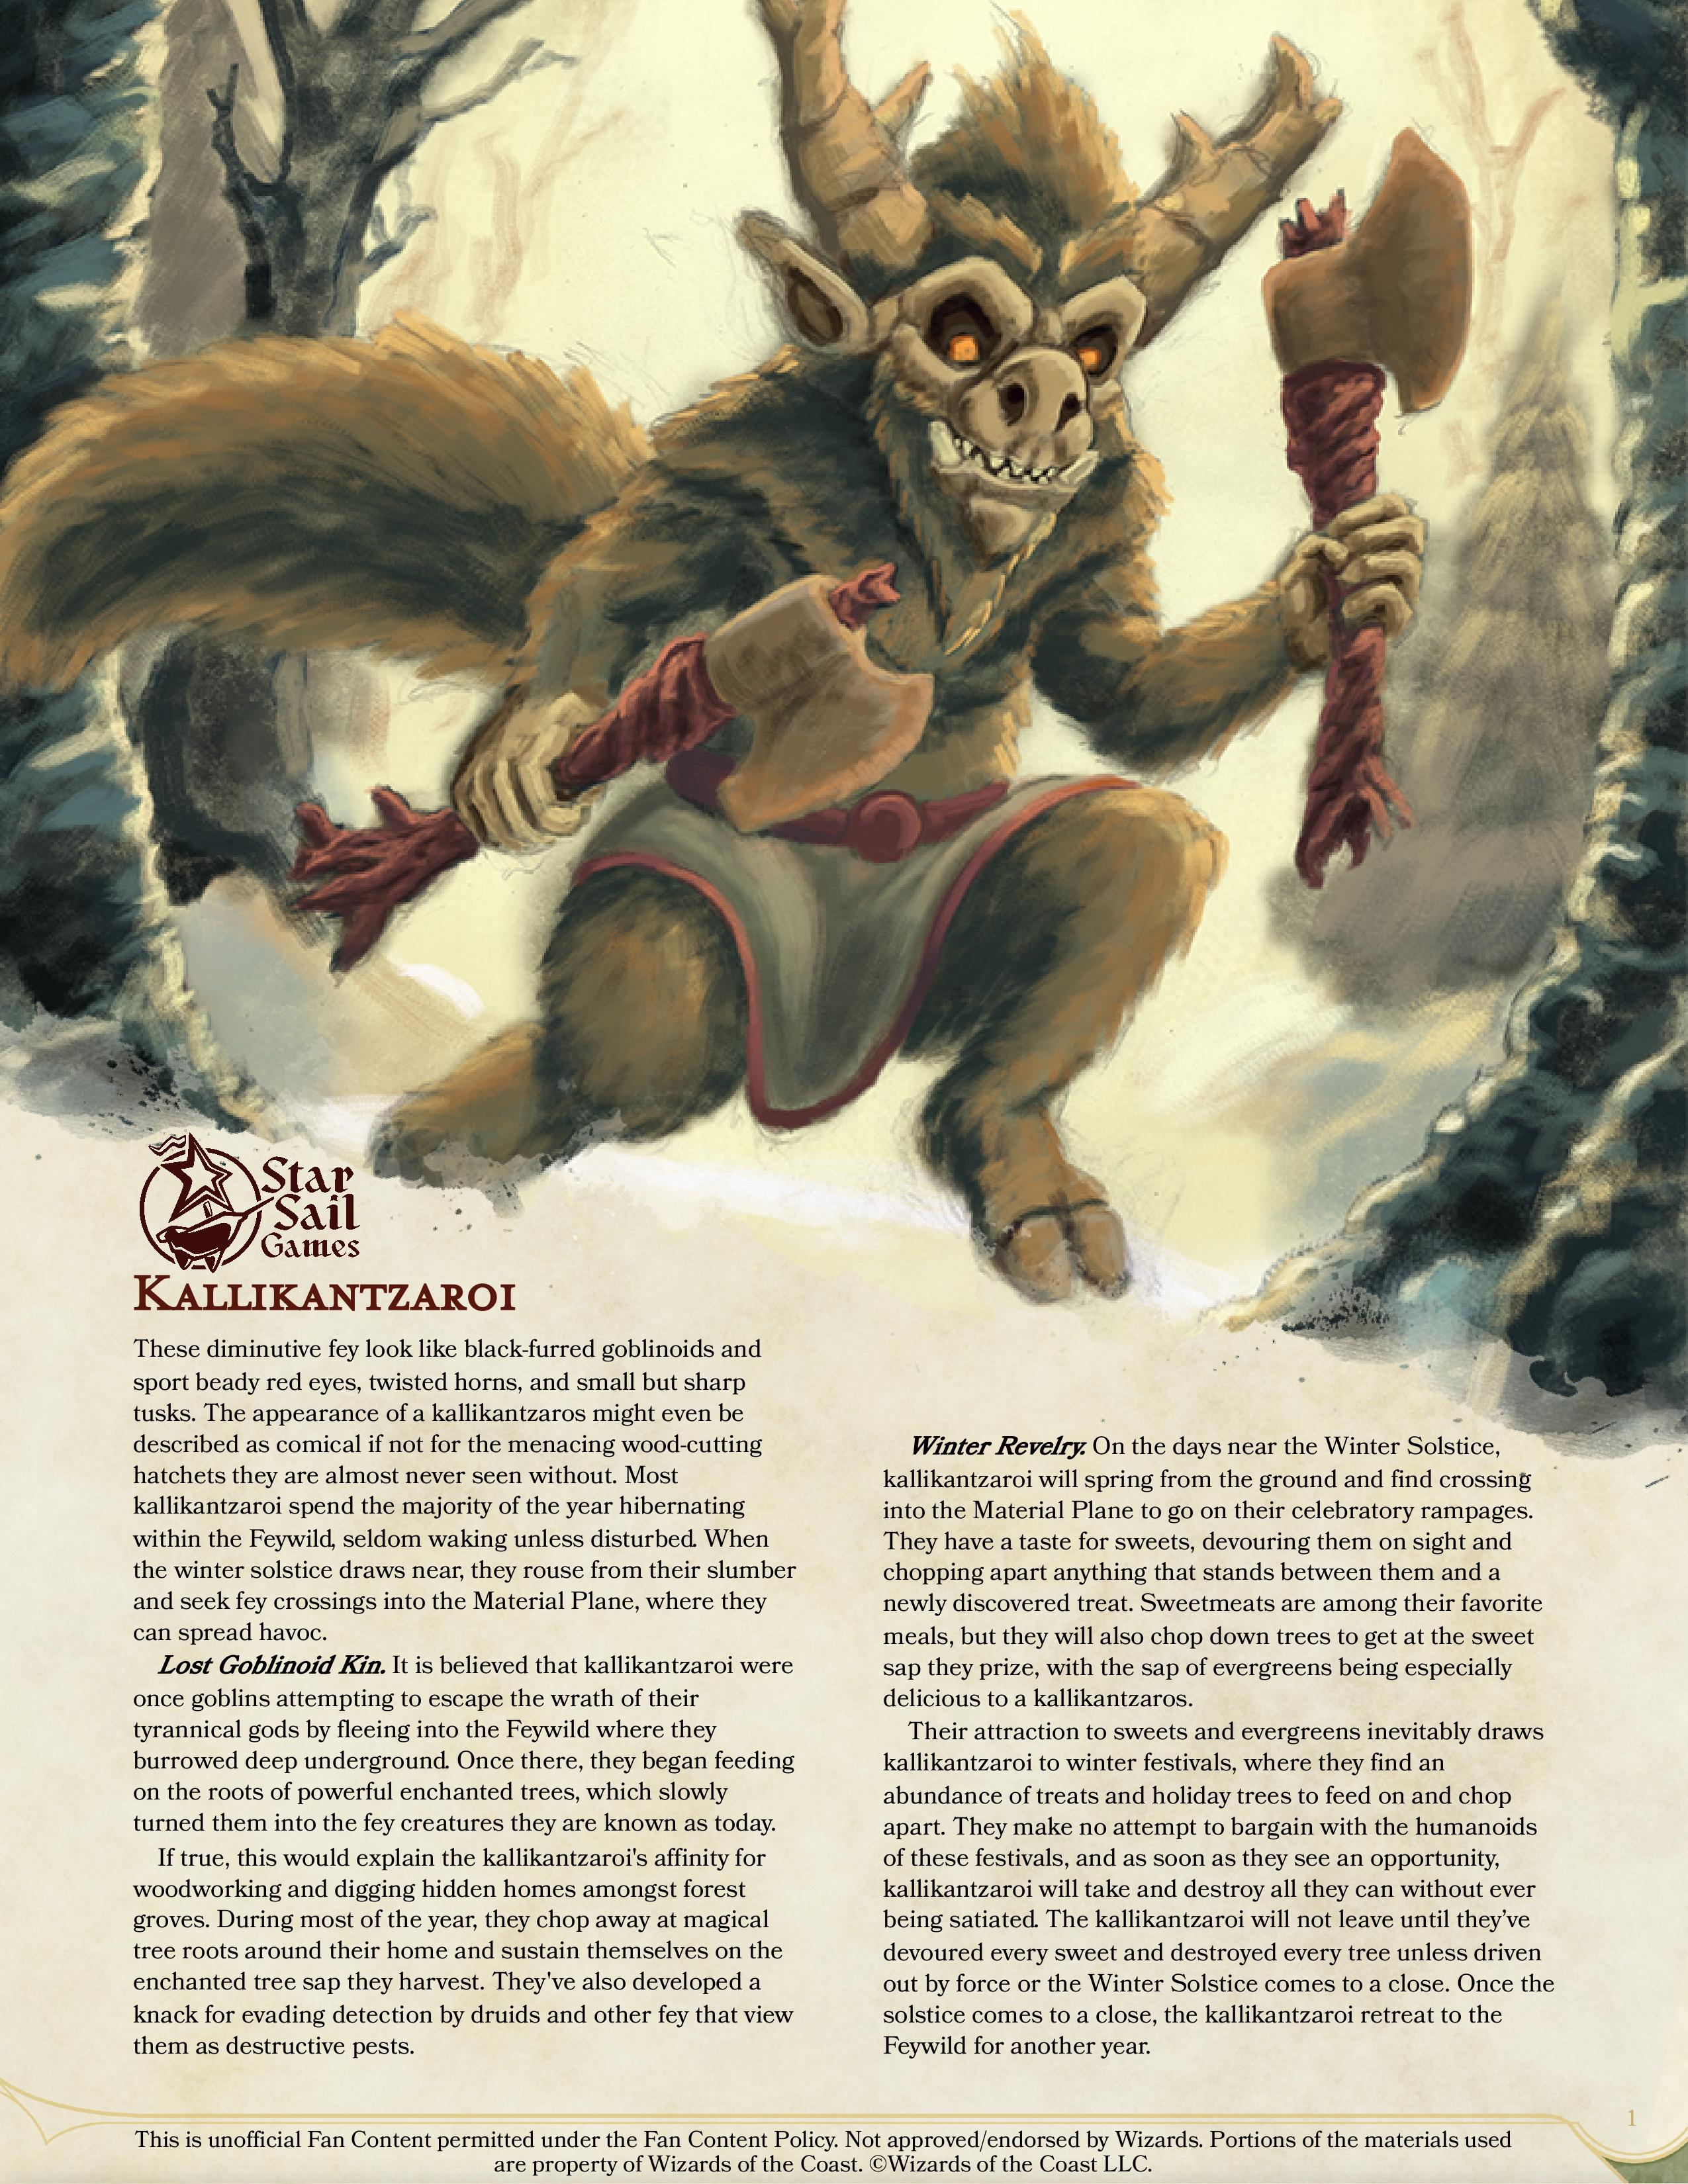 Star
Sail
Games
Kallikantzaroi
These diminutive fey look like black-furred goblinoids and
sport beady red eyes, twisted horns, and small but sharp
tusks. The appearance of a kallikantzaros might even be
described as comical if not for the menacing wood-cutting
hatchets they are almost never seen without. Most
kallikantzaroi spend the majority of the year hibernating
within the Feywild, seldom waking unless disturbed. When
the winter solstice draws near, they rouse from their slumber
and seek fey crossings into the Material Plane, where they
can spread havoc.
Lost Goblinoid Kin. It is believed that kallikantzaroi were
once goblins attempting to escape the wrath of their
tyrannical gods by fleeing into the Feywild where they
burrowed deep underground. Once there, they began feeding
on the roots of powerful enchanted trees, which slowly
turned them into the fey creatures they are known as today.
If true, this would explain the kallikantzaroi's affinity for
woodworking and digging hidden homes amongst forest
groves. During most of the year, they chop away at magical
tree roots around their home and sustain themselves on the
enchanted tree sap they harvest. They've also developed a
knack for evading detection by druids and other fey that view
them as destructive pests.
Winter Revelry. On the days near the Winter Solstice,
kallikantzaroi will spring from the ground and find crossing
into the Material Plane to go on their celebratory rampages.
They have a taste for sweets, devouring them on sight and
chopping apart anything that stands between them and a
newly discovered treat. Sweetmeats are among their favorite
meals, but they will also chop down trees to get at the sweet
sap they prize, with the sap of evergreens being especially
delicious to a kallikantzaros.
Their attraction to sweets and evergreens inevitably draws
kallikantzaroi to winter festivals, where they find an
abundance of treats and holiday trees to feed on and chop
apart. They make no attempt to bargain with the humanoids
of these festivals, and as soon as they see an opportunity,
kallikantzaroi will take and destroy all they can without ever
being satiated. The kallikantzaroi will not leave until they’ve
devoured every sweet and destroyed every tree unless driven
out by force or the Winter Solstice comes to a close. Once the
solstice comes to a close, the kallikantzaroi retreat to the
Feywild for another year.
1
This is unofficial Fan Content permitted under the Fan Content Policy. Not approved/endorsed by Wizards. Portions of the materials used
are property of Wizards of the Coast. ©Wizards of the Coast LLC.